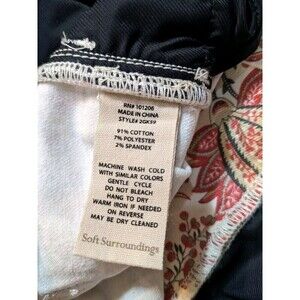 RN# 101206
MADE IN CHINA
STYLE#
91% COTTON
7% POLYESTER
2% SPANDEX
MACHINE WASH COLD
WITH SIMILAR COLORS
GENTLE CYCLE
DO NOT BLEACH
HANG TO DRY
WARM IRON IF NEEDED
ON REVERSE
MAY BE DRY CLEANED
Soft Surroundings